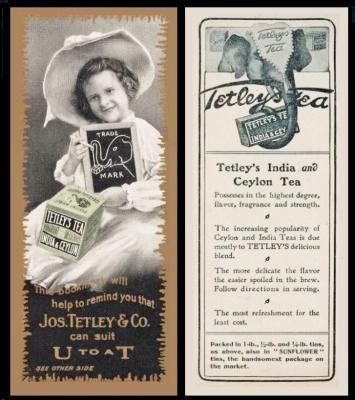 TRADE
MARK
TETLEY'S TEA
INDIA & CEYLON
This bookmark will
help to remind you that
JOS. TETLEY & CO.
can suit
U TO A T
SEE OTHER SIDE
Tetley's
Tea
Tetley's Tea
TETLEY'S TEA
INDIA & CEY
Tetley's India and
Ceylon Tea
Possesses in the highest degree,
flavor, fragrance and strength.
The increasing popularity of
Ceylon and India Teas is due
mostly to TETLEY'S delicious
blend.
The more delicate the flavor
the easier spoiled in the brew.
Follow directions in serving.
The most refreshment for the
least cost.
Packed in 1-lb., ½-lb. and ¼-lb. tins,
as above, also in "SUNFLOWER"
tins, the handsomest package on
the market.